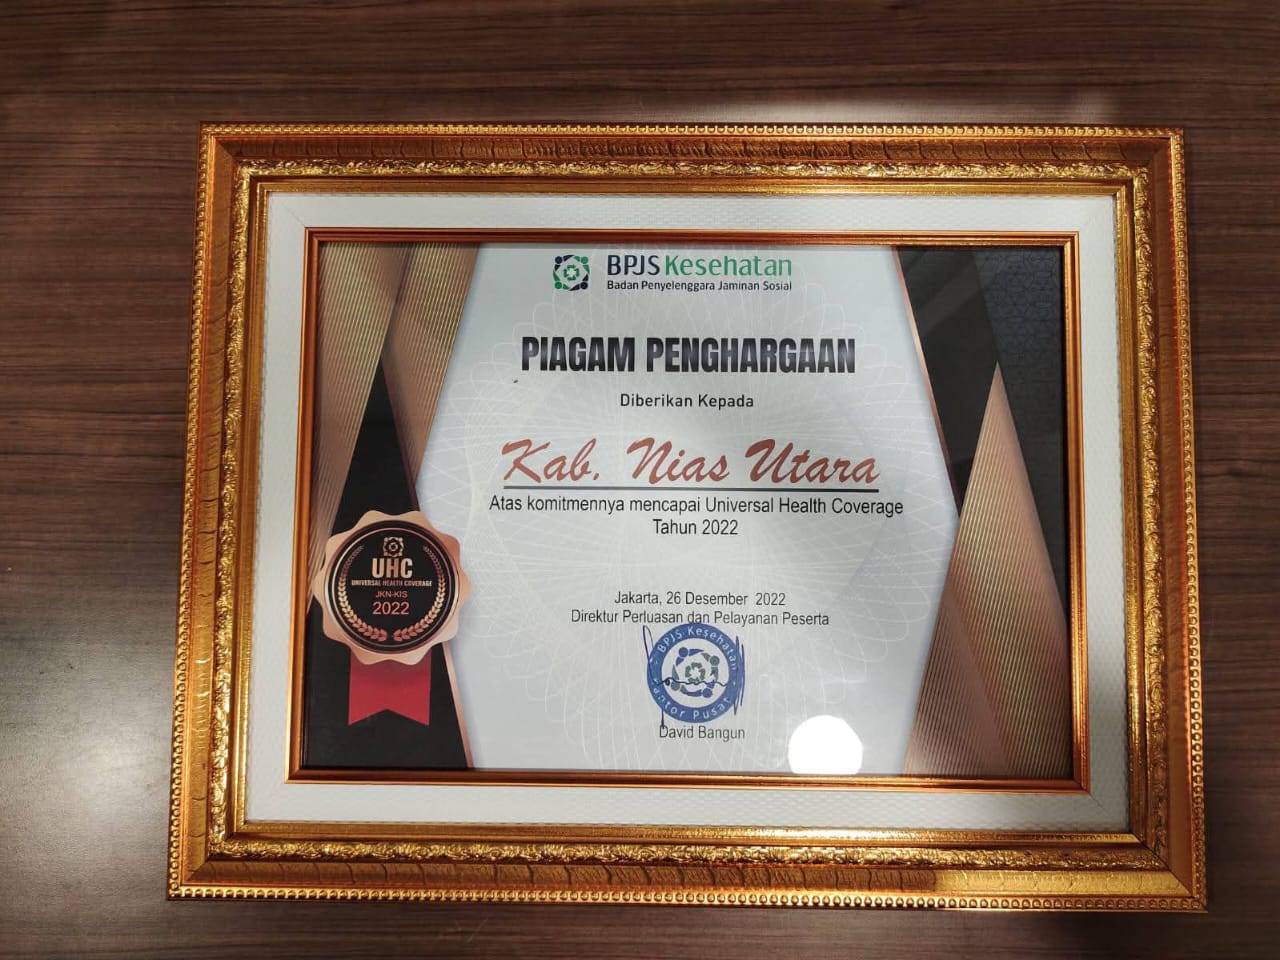 BPJS Kesehatan
Badan Penyelenggara Jaminan Sosial
PIAGAM PENGHARGAAN
Diberikan Kepada
Kab. Nias Utara
Atas komitmennya mencapai Universal Health Coverage
Tahun 2022
UHC
UNIVERSAL HEALTH COVERAGE
JKN-KIS
2022
Jakarta, 26 Desember 2022
Direktur Perluasan dan Pelayanan Peserta
BPJS Kesehatan
Kantor Pusat
David Bangun